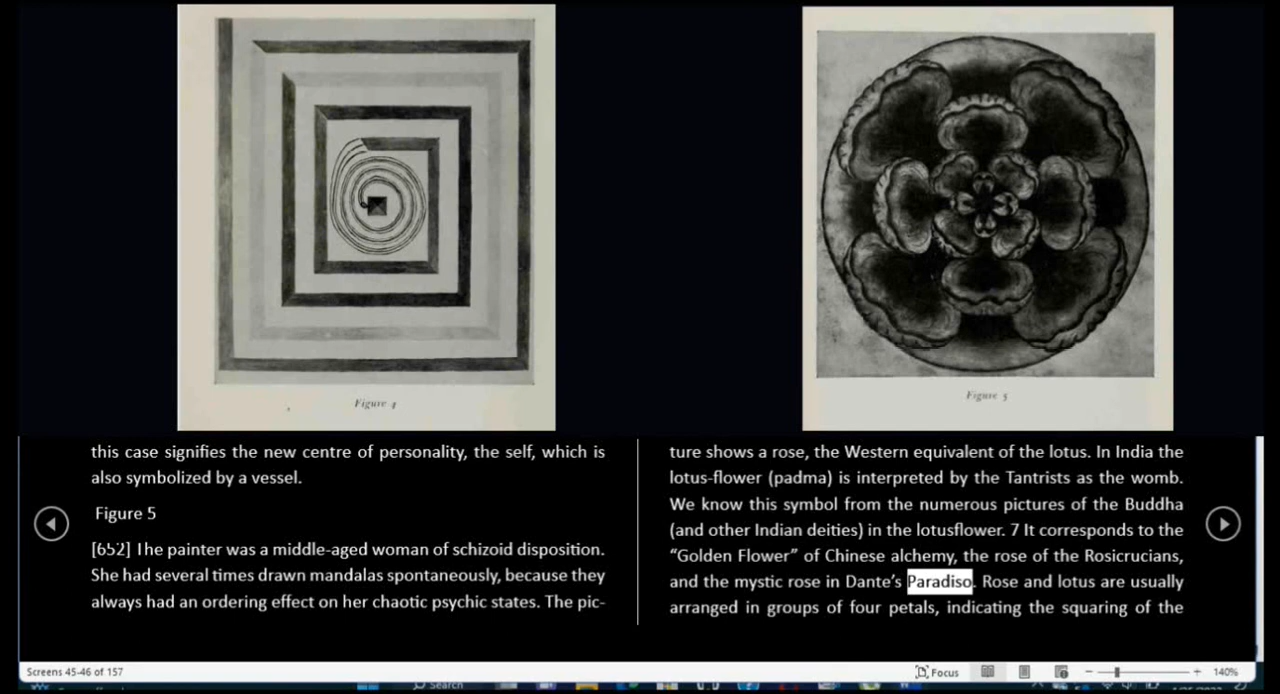 Figure 4
Figure 5
this case signifies the new centre of personality, the self, which is
also symbolized by a vessel.
Figure 5
[652] The painter was a middle-aged woman of schizoid disposition.
She had several times drawn mandalas spontaneously, because they
always had an ordering effect on her chaotic psychic states. The pic-
ture shows a rose, the Western equivalent of the lotus. In India the
lotus-flower (padma) is interpreted by the Tantrists as the womb.
We know this symbol from the numerous pictures of the Buddha
(and other Indian deities) in the lotusflower. 7 It corresponds to the
“Golden Flower” of Chinese alchemy, the rose of the Rosicrucians,
and the mystic rose in Dante’s Paradiso. Rose and lotus are usually
arranged in groups of four petals, indicating the squaring of the
Screens 45-46 of 157
Focus
140%
Search